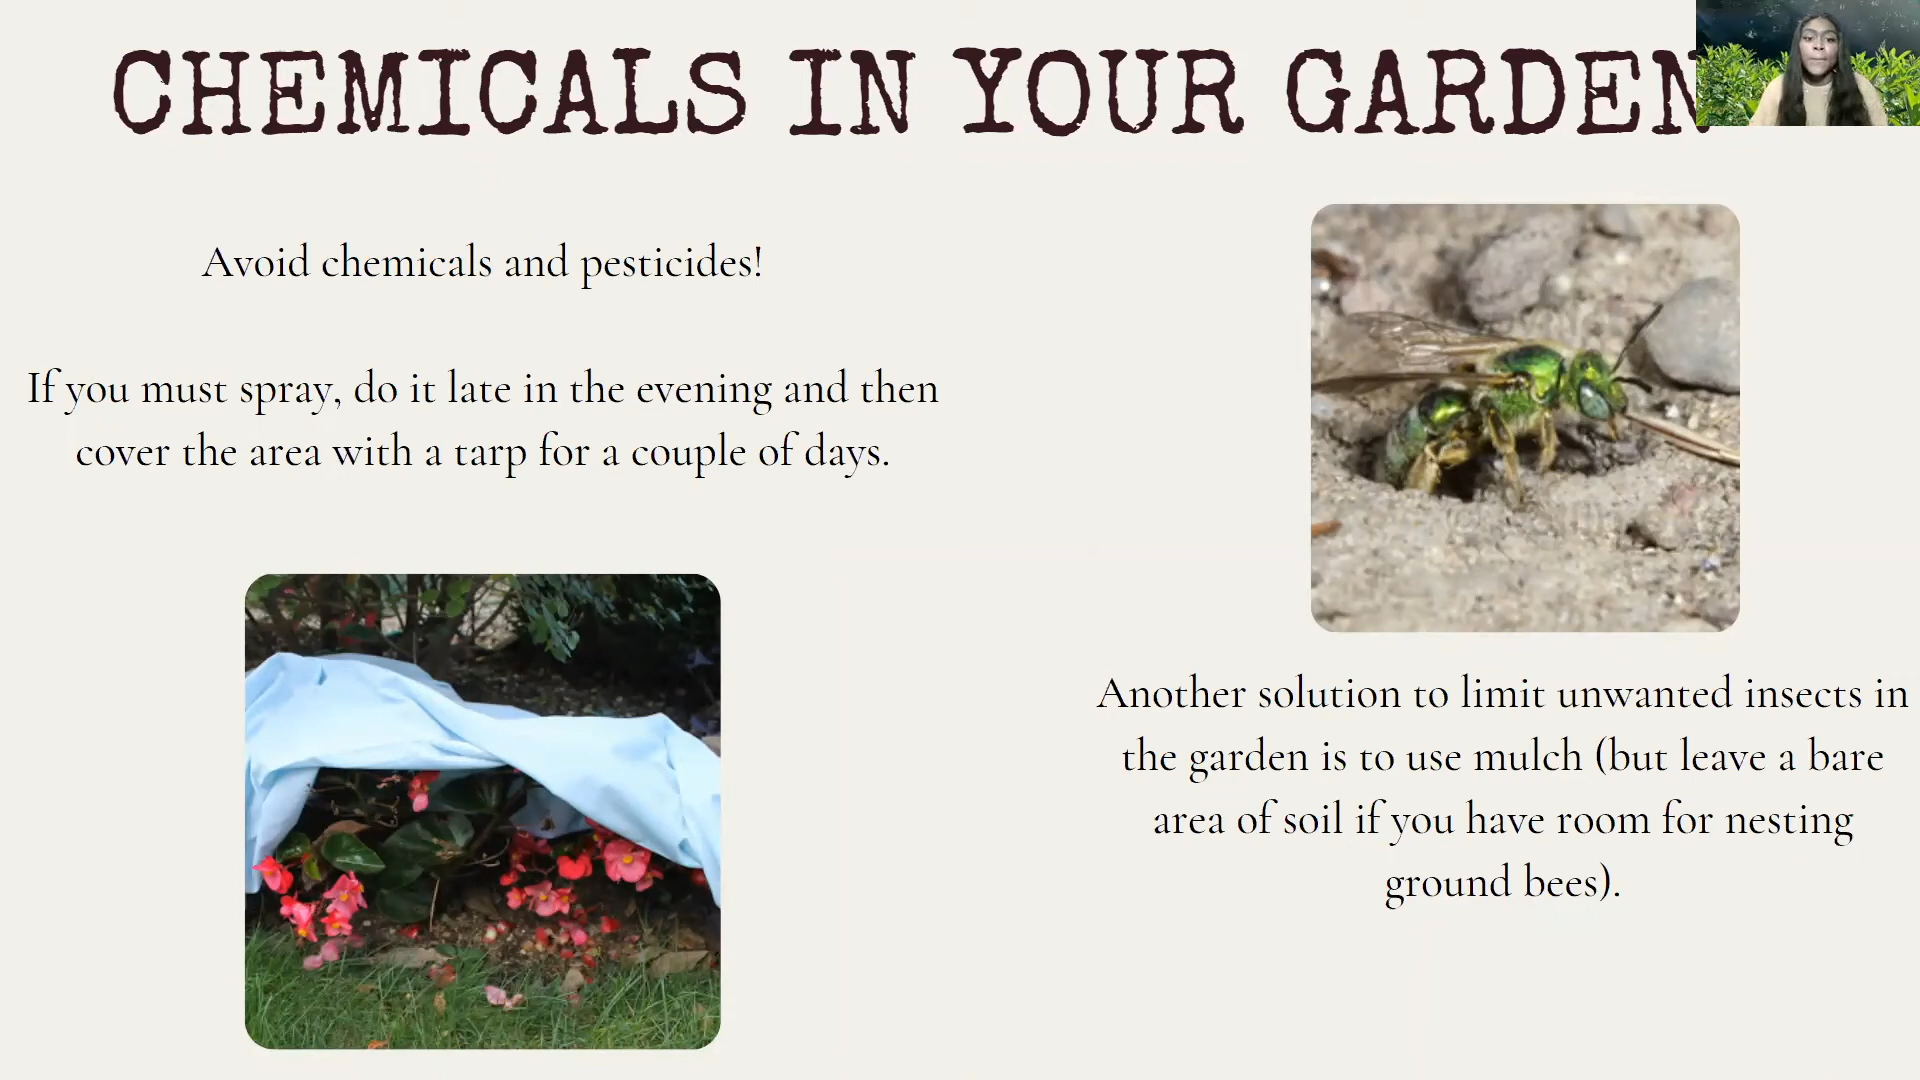 CHEMICALS IN YOUR GARDEN
Avoid chemicals and pesticides!
If you must spray, do it late in the evening and then
cover the area with a tarp for a couple of days.
Another solution to limit unwanted insects in
the garden is to use mulch (but leave a bare
area of soil if you have room for nesting
ground bees).